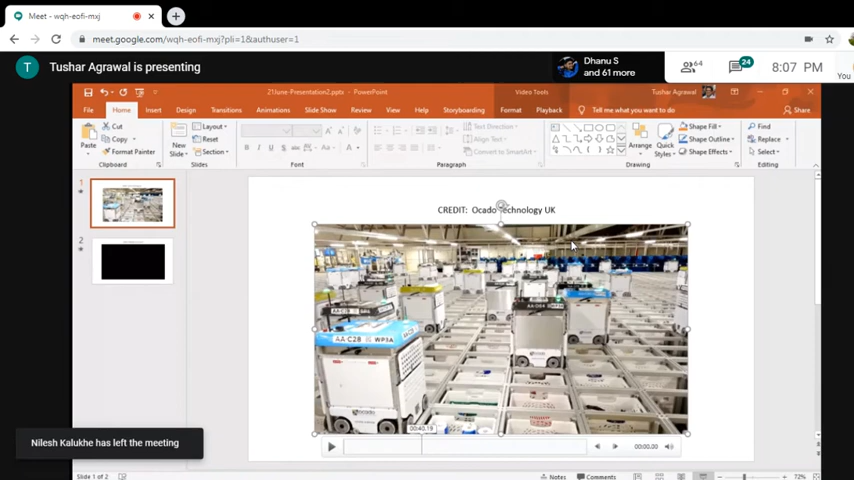 Meet - wqh-eofi-mxj
meet.google.com/wqh-eofi-mxj?pli=1&authuser=1
T
Tushar Agrawal is presenting
Dhanu S
and 61 more
64
24
8:07 PM
You
21June-Presentation2.pptx - PowerPoint
Video Tools
Tushar Agrawal
File
Home
Insert
Design
Transitions
Animations
Slide Show
Review
View
Help
Storyboarding
Format
Playback
Tell me what you want to do
Share
Paste
Cut
Copy
Format Painter
Clipboard
New
Slide
Layout
Reset
Section
Slides
Font
Text Direction
Align Text
Convert to SmartArt
Paragraph
Arrange
Quick
Styles
Shape Fill
Shape Outline
Shape Effects
Drawing
Find
Replace
Select
Editing
1
2
CREDIT: Ocado Technology UK
AA-C28 WP3A
ocado
00:40.19
00:00.00
Nilesh Kalukhe has left the meeting
Slide 1 of 2
Notes
Comments
72%